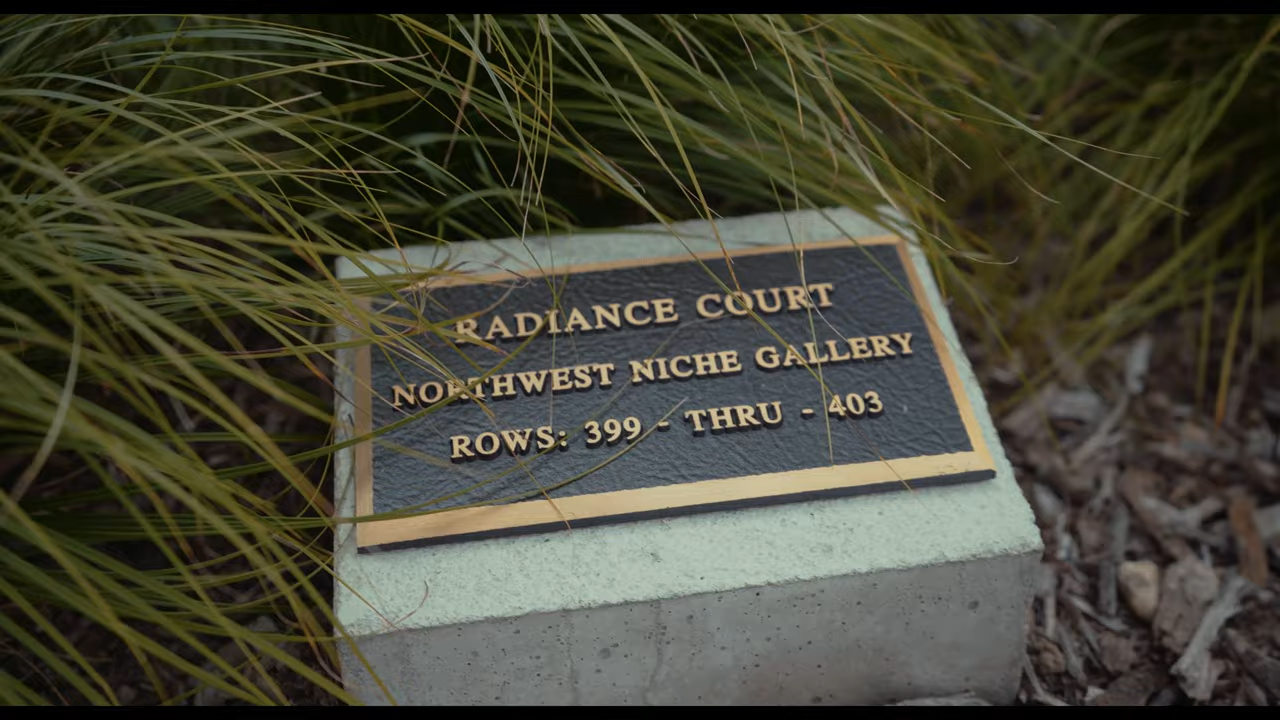 RADIANCE COURT
NORTHWEST NICHE GALLERY
ROWS: 399 - THRU - 403